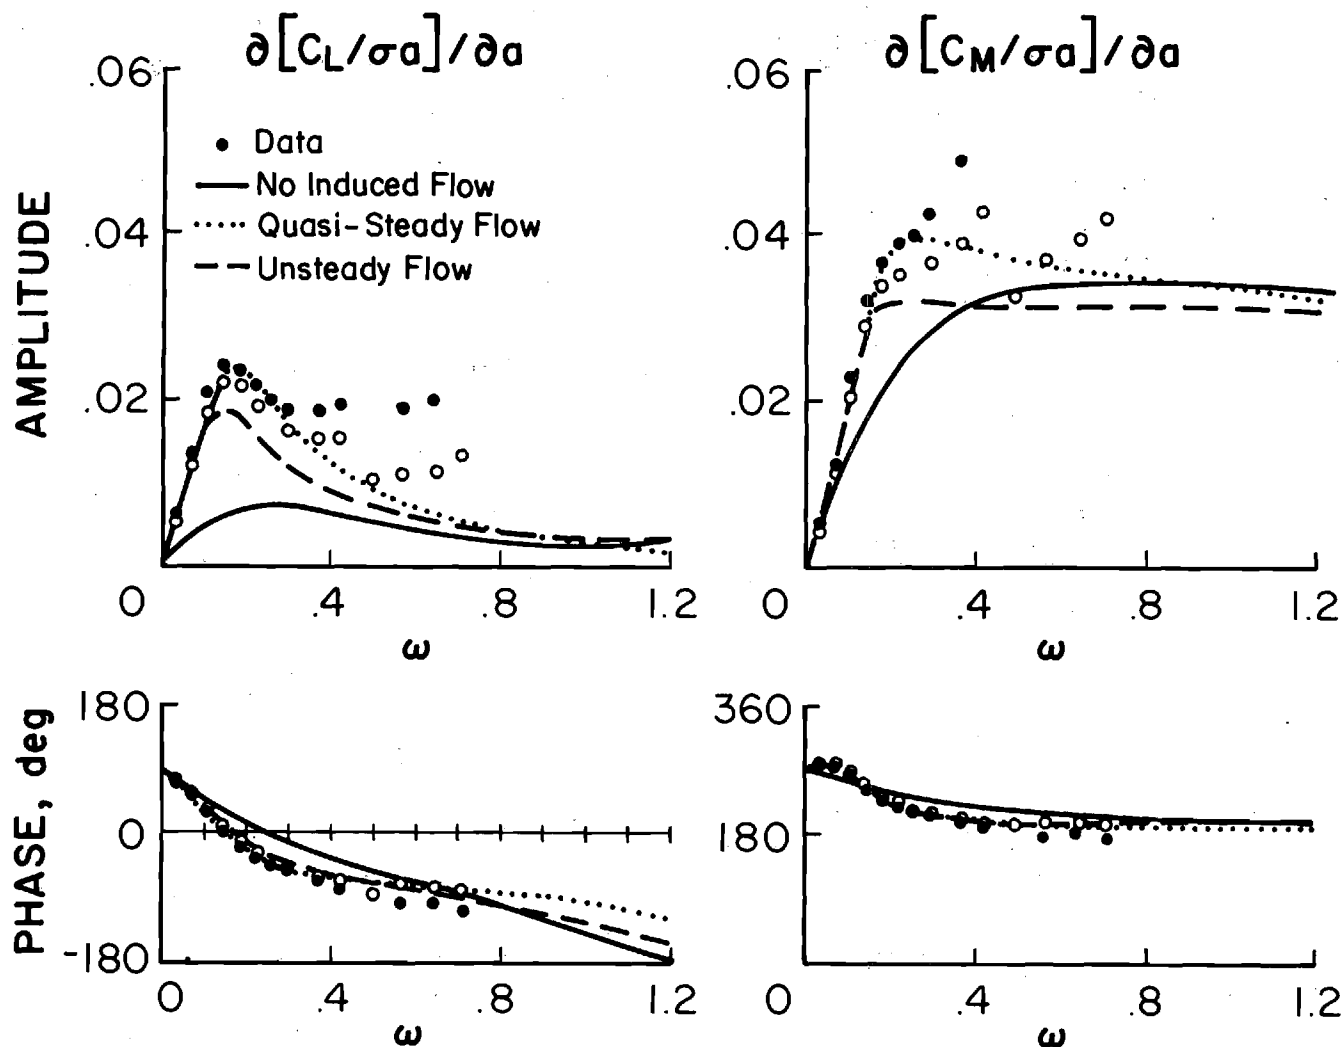 ∂[C_L/σa]/∂a
∂[C_M/σa]/∂a
.06
.04
.02
0
.4
.8
1.2
ω
AMPLITUDE
Data
No Induced Flow
Quasi-Steady Flow
Unsteady Flow
.06
.04
.02
0
.4
.8
1.2
ω
180
0
-180
0
.4
.8
1.2
ω
PHASE, deg
360
180
0
.4
.8
1.2
ω